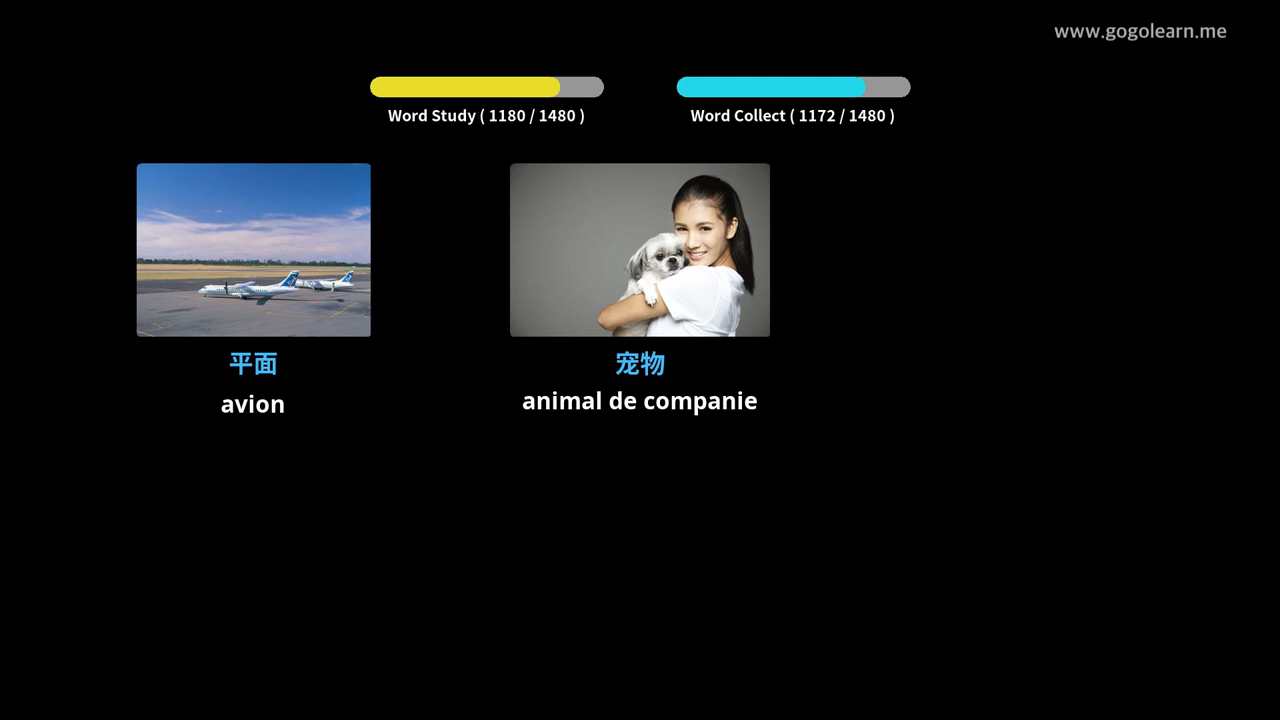 www.gogolearn.me
Word Study ( 1180 / 1480 )
Word Collect ( 1172 / 1480 )
平面
avion
宠物
animal de companie